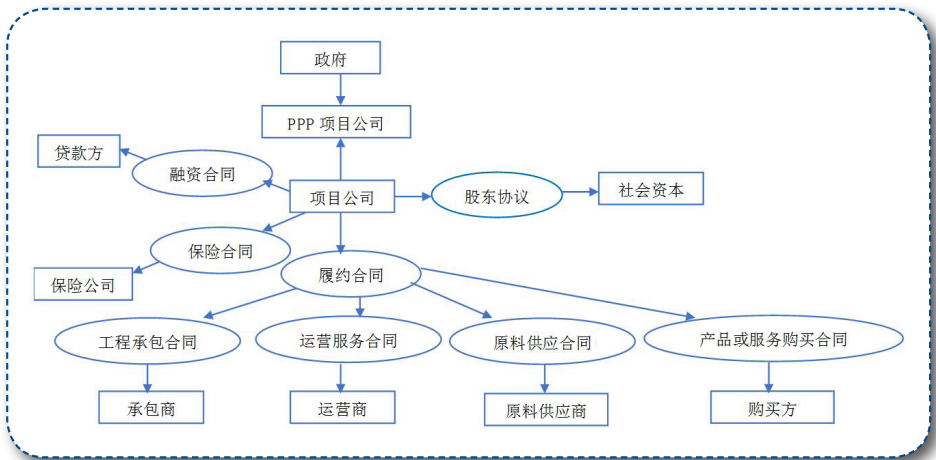 政府
PPP 项目公司
贷款方
融资合同
项目公司
股东协议
社会资本
保险合同
保险公司
履约合同
工程承包合同
运营服务合同
原料供应合同
产品或服务购买合同
承包商
运营商
原料供应商
购买方